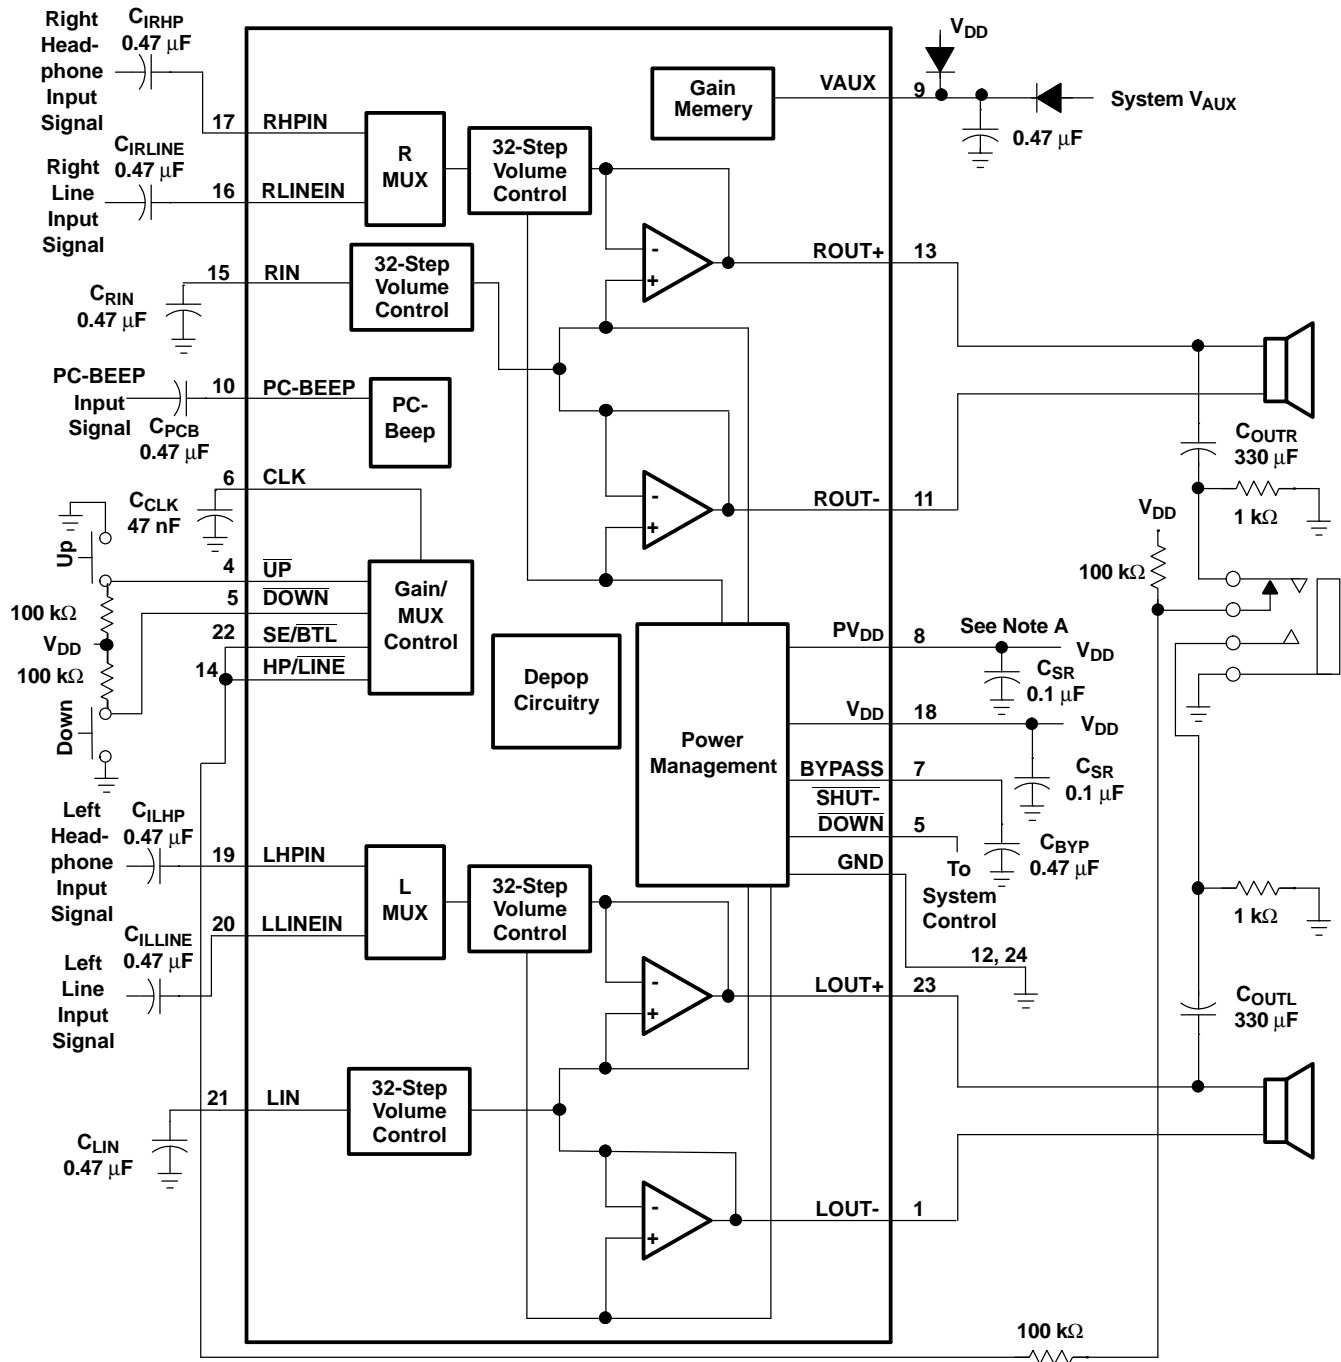 Right
Head-
phone
Input
Signal
CIRHP
0.47 μF
17
RHPIN
CIRLINE
0.47 μF
Right
Line
Input
Signal
16
RLINEIN
R
MUX
32-Step
Volume
Control
Gain
Memery
VAUX
9
VDD
System VAUX
0.47 μF
-
+
ROUT+
13
15
RIN
CRIN
0.47 μF
32-Step
Volume
Control
PC-BEEP
Input
Signal
10
PC-BEEP
CPCB
0.47 μF
PC-
Beep
-
+
ROUT-
11
COUTR
330 μF
1 kΩ
VDD
100 kΩ
6
CLK
CCLK
47 nF
Up
4
UP
5
DOWN
100 kΩ
VDD
100 kΩ
22
SE/BTL
14
HP/LINE
Down
Gain/
MUX
Control
Depop
Circuitry
Power
Management
PVDD
8
See Note A
VDD
CSR
0.1 μF
VDD
18
VDD
CSR
0.1 μF
BYPASS
7
CBYP
0.47 μF
SHUT-
DOWN
5
To
System
Control
GND
12, 24
Left
Head-
phone
Input
Signal
CILHP
0.47 μF
19
LHPIN
CILLINE
0.47 μF
20
LLINEIN
Left
Line
Input
Signal
L
MUX
32-Step
Volume
Control
-
+
LOUT+
23
1 kΩ
COUTL
330 μF
21
LIN
CLIN
0.47 μF
32-Step
Volume
Control
-
+
LOUT-
1
100 kΩ